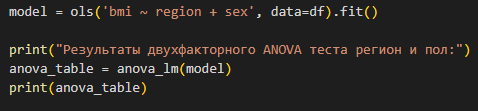 model = ols('bmi ~ region + sex', data=df).fit()
print("Результаты двухфакторного ANOVA теста регион и пол:")
anova_table = anova_lm(model)
print(anova_table)